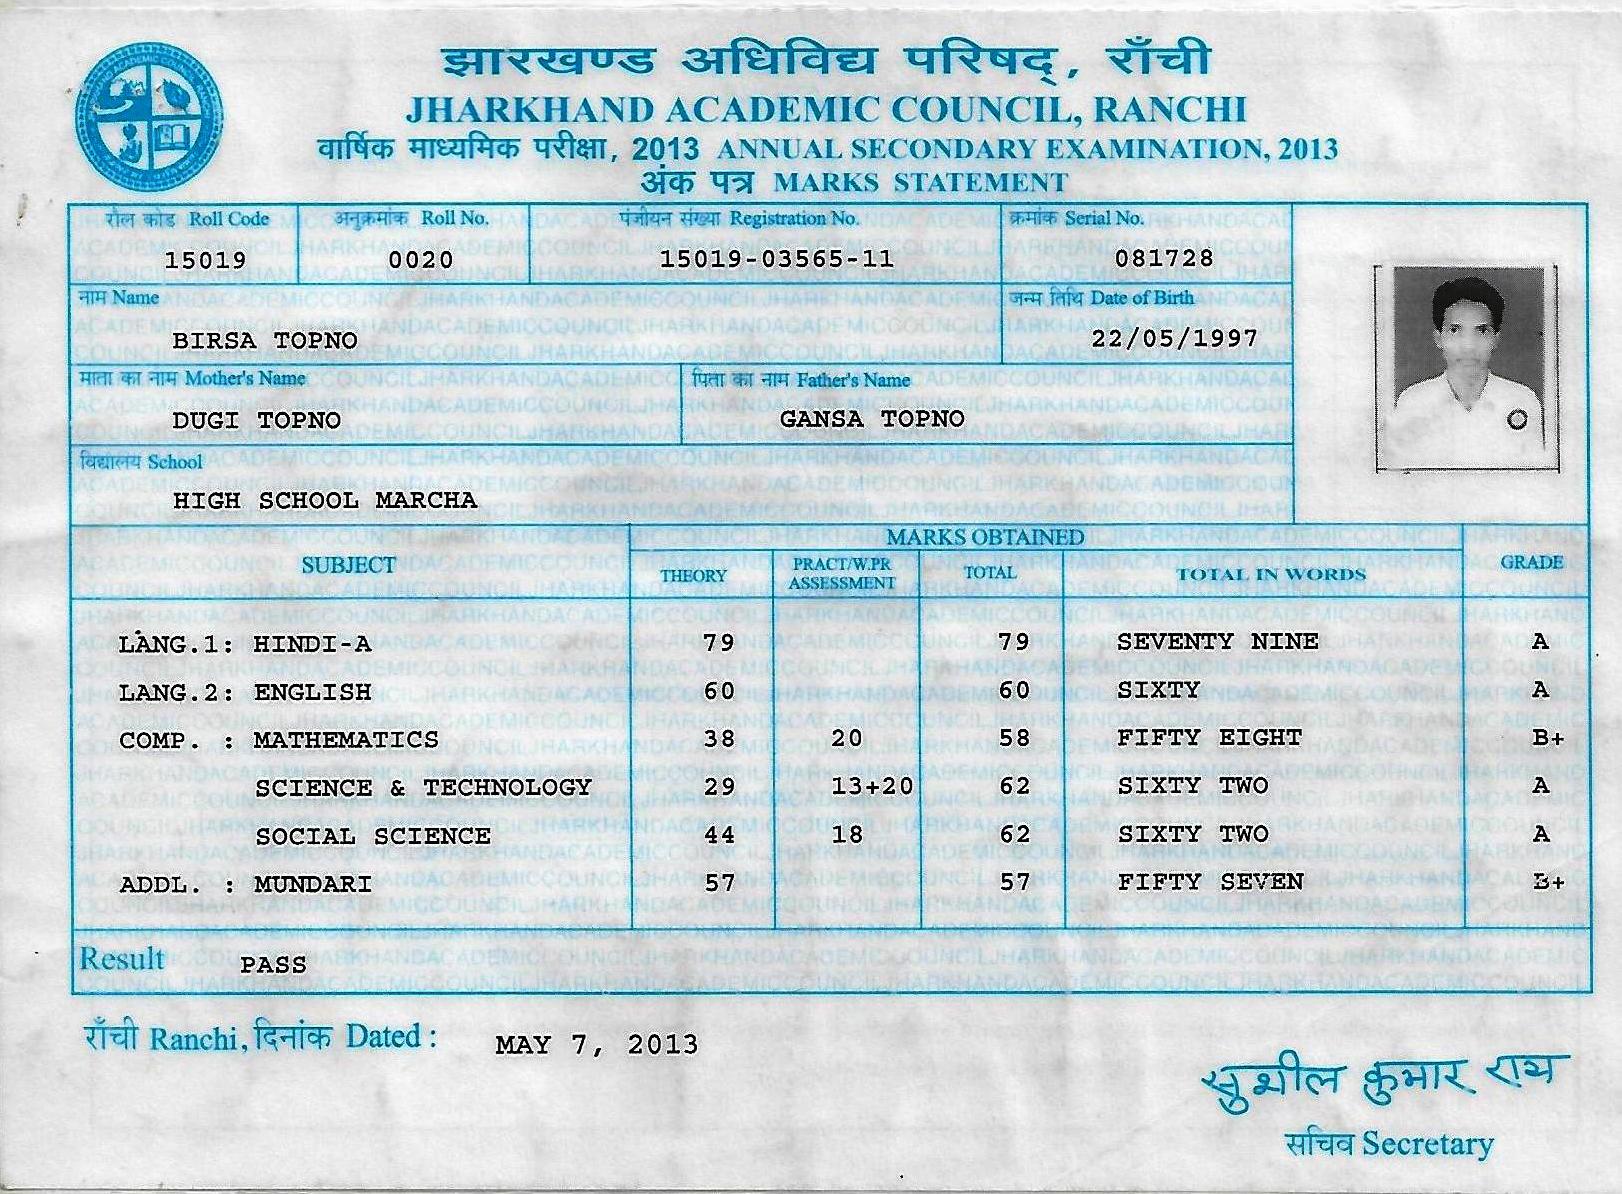 झारखण्ड अधिविद्य परिषद्, राँची
JHARKHAND ACADEMIC COUNCIL, RANCHI
वार्षिक माध्यमिक परीक्षा, 2013 ANNUAL SECONDARY EXAMINATION, 2013
अंक पत्र MARKS STATEMENT
रौल कोड Roll Code अनुक्रमांक Roll No. पंजीयन संख्या Registration No. क्रमांक Serial No.
15019 0020 15019-03565-11 081728
नाम Name जन्म तिथि Date of Birth
BIRSA TOPNO 22/05/1997
माता का नाम Mother's Name पिता का नाम Father's Name
DUGI TOPNO GANSA TOPNO
विद्यालय School
HIGH SCHOOL MARCHA
MARKS OBTAINED
SUBJECT THEORY PRACT/W.PR ASSESSMENT TOTAL TOTAL IN WORDS GRADE
LANG.1: HINDI-A 79 79 SEVENTY NINE A
LANG.2: ENGLISH 60 60 SIXTY A
COMP. : MATHEMATICS 38 20 58 FIFTY EIGHT B+
SCIENCE & TECHNOLOGY 29 13+20 62 SIXTY TWO A
SOCIAL SCIENCE 44 18 62 SIXTY TWO A
ADDL. : MUNDARI 57 57 FIFTY SEVEN B+
Result PASS
राँची Ranchi, दिनांक Dated : MAY 7, 2013
सुशील कुमार राय
सचिव Secretary